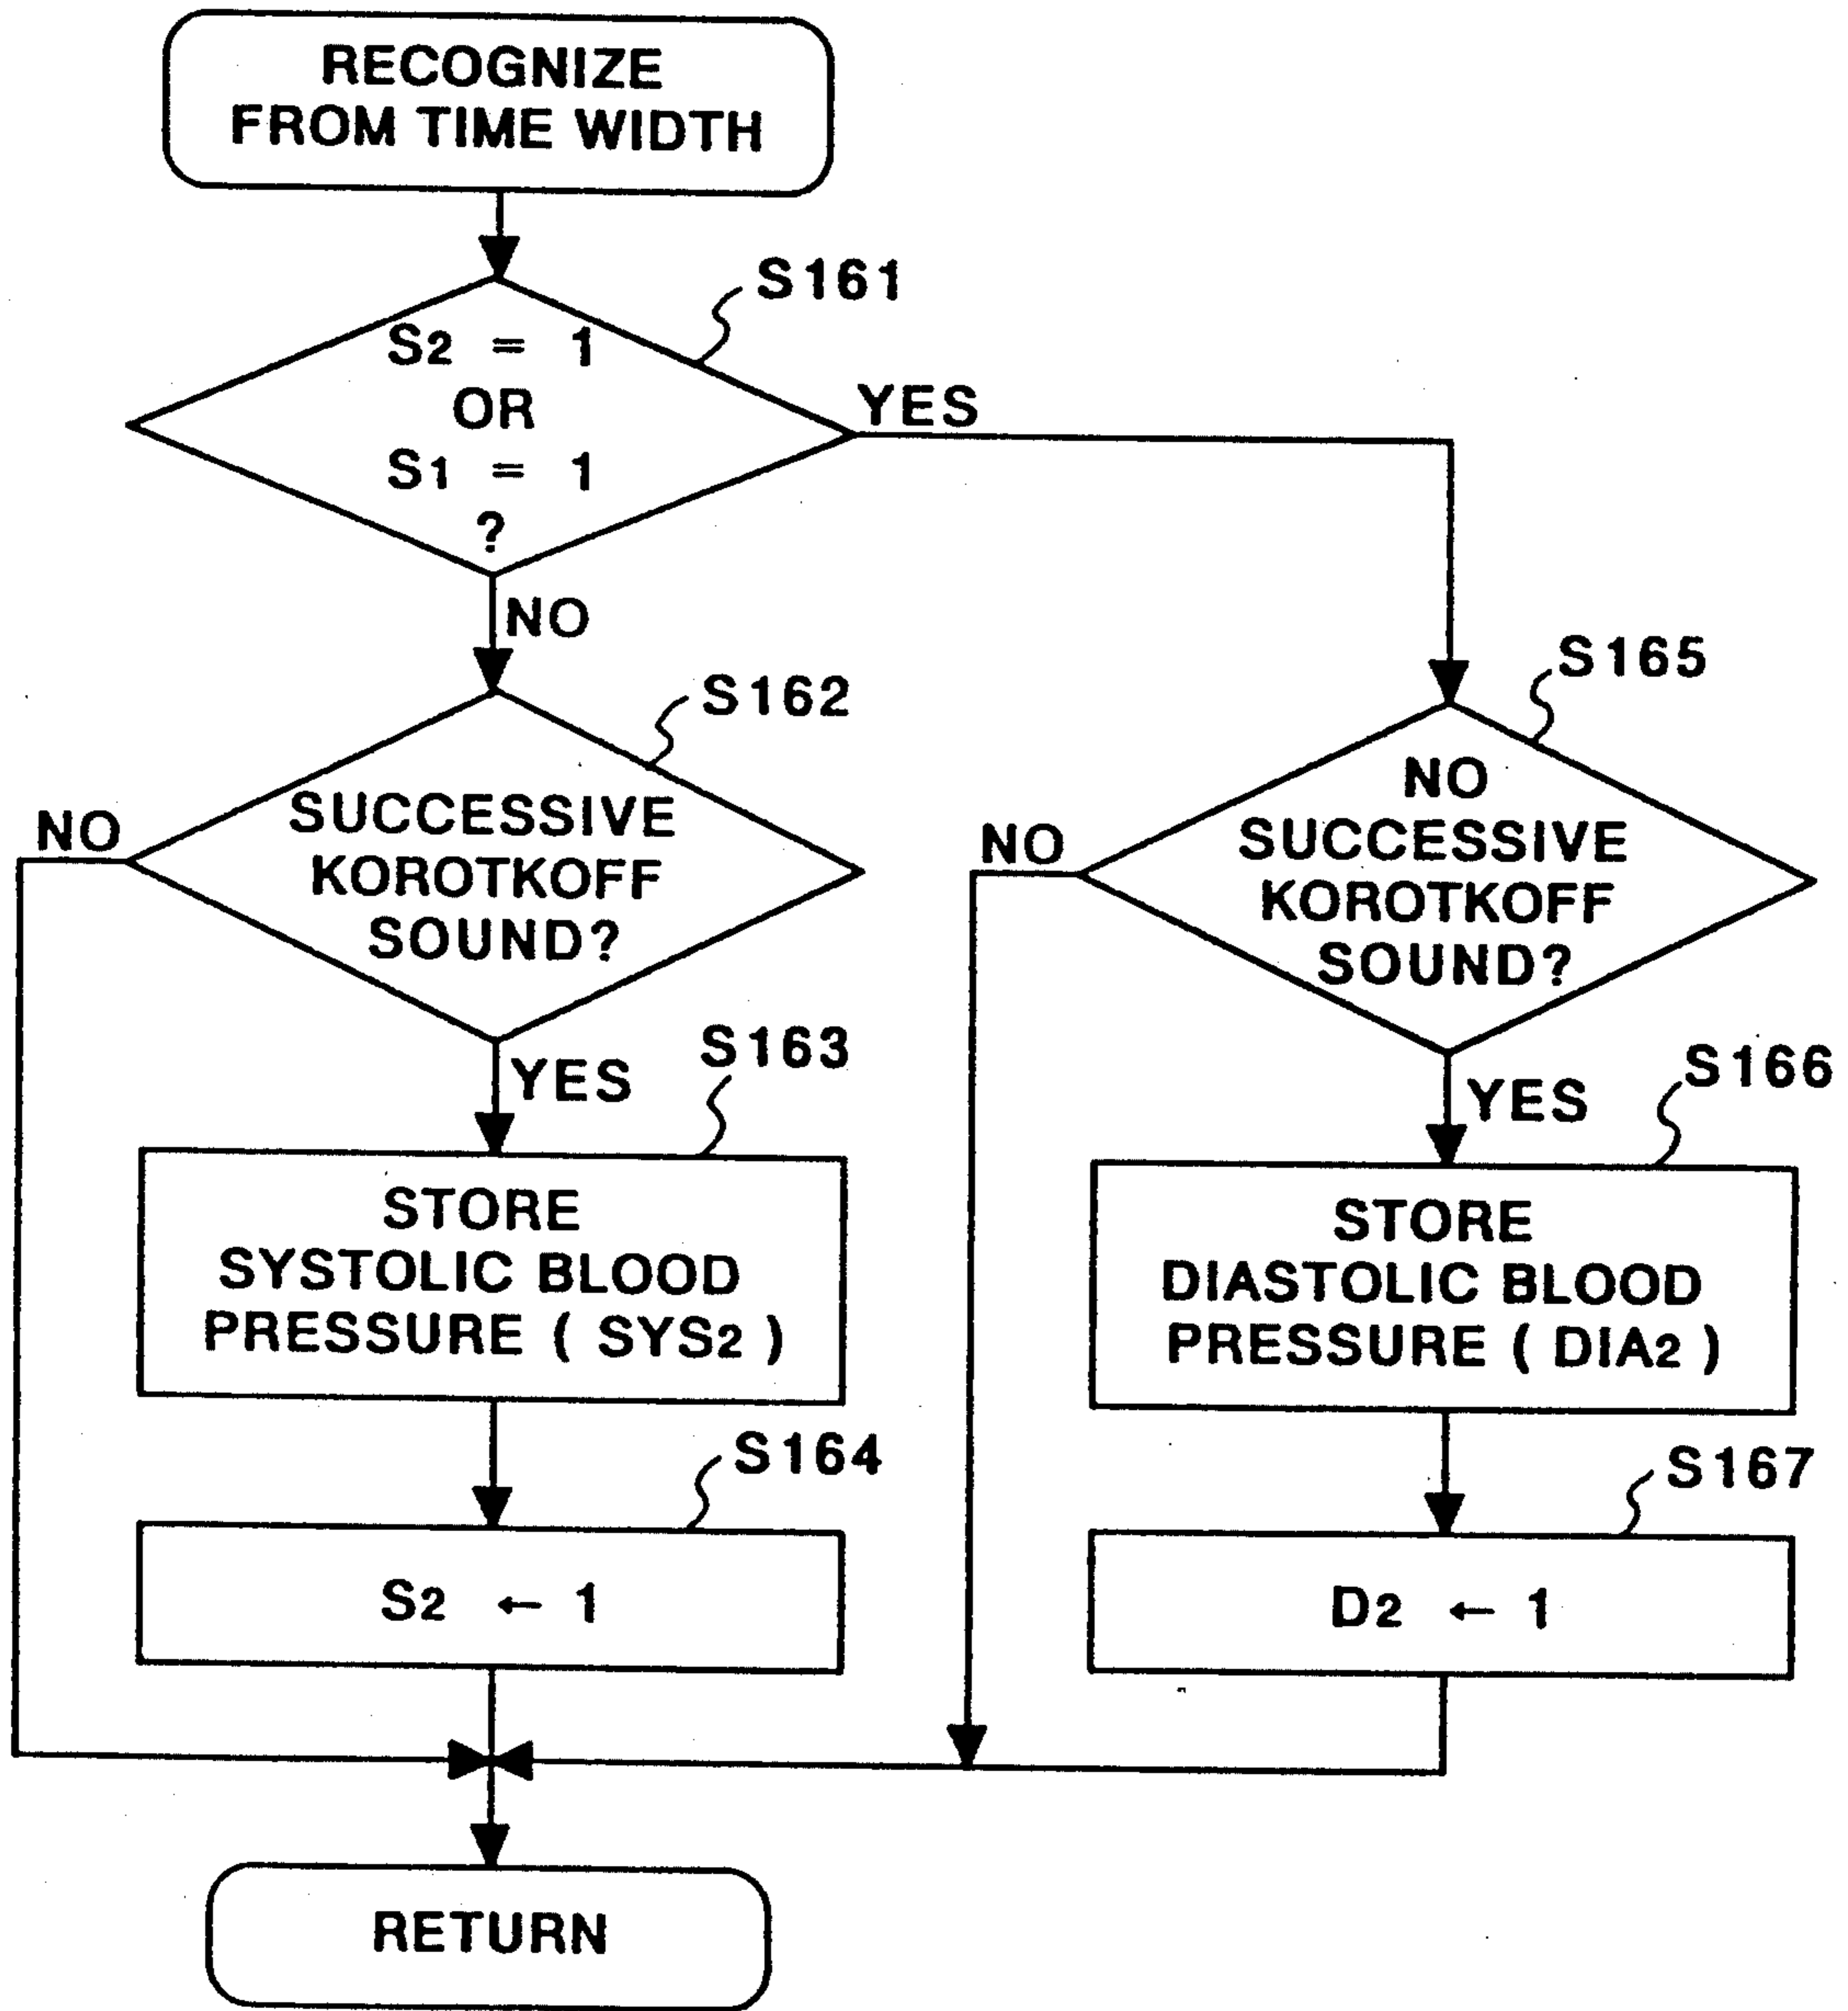 RECOGNIZE
FROM TIME WIDTH
S161
S2 = 1
OR
S1 = 1
?
YES
NO
S162
SUCCESSIVE
KOROTKOFF
SOUND?
NO
YES
S163
STORE
SYSTOLIC BLOOD
PRESSURE ( SYS2 )
S164
S2 ← 1
S165
NO
SUCCESSIVE
KOROTKOFF
SOUND?
NO
YES
S166
STORE
DIASTOLIC BLOOD
PRESSURE ( DIA2 )
S167
D2 ← 1
RETURN